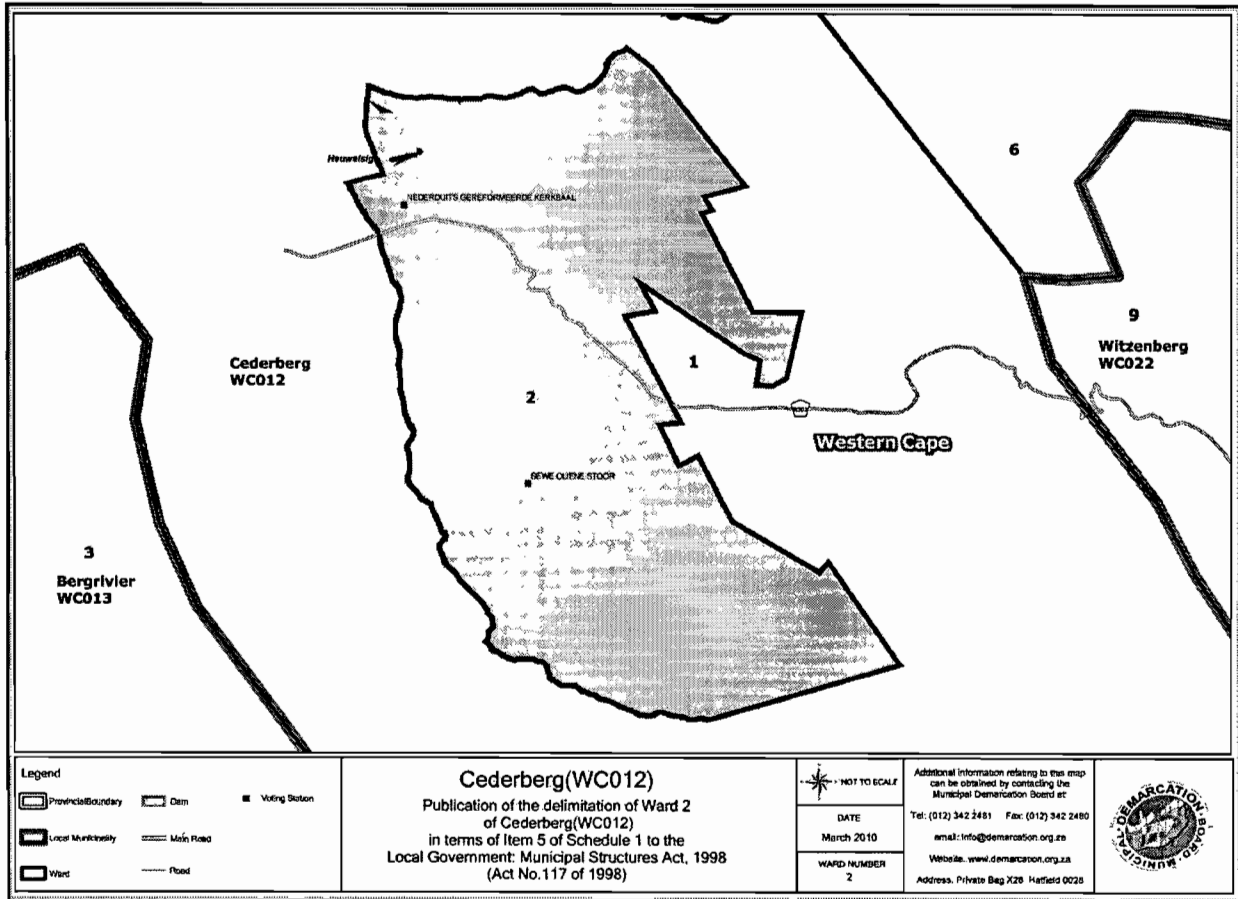 6
Heuwelsig
NEDERDUITS GEREFORMEERDE KERKSAAL
9
Witzenberg
WC022
Cederberg
WC012
1
2
Western Cape
SEWE OLIENE STOOR
3
Bergrivier
WC013
Legend
ProvincialBoundary
Dam
Voting Station
Local Municipality
Main Road
Ward
Road
Cederberg(WC012)
Publication of the delimitation of Ward 2
of Cederberg(WC012)
in terms of Item 5 of Schedule 1 to the
Local Government: Municipal Structures Act, 1998
(Act No.117 of 1998)
NOT TO SCALE
DATE
March 2010
WARD NUMBER
2
Additional information relating to this map
can be obtained by contacting the
Municipal Demarcation Board at:
Tel: (012) 342 2481 Fax: (012) 342 2480
email: info@demarcation.org.za
Website: www.demarcation.org.za
Address. Private Bag X28 Hatfield 0028
MUNICIPAL DEMARCATION BOARD